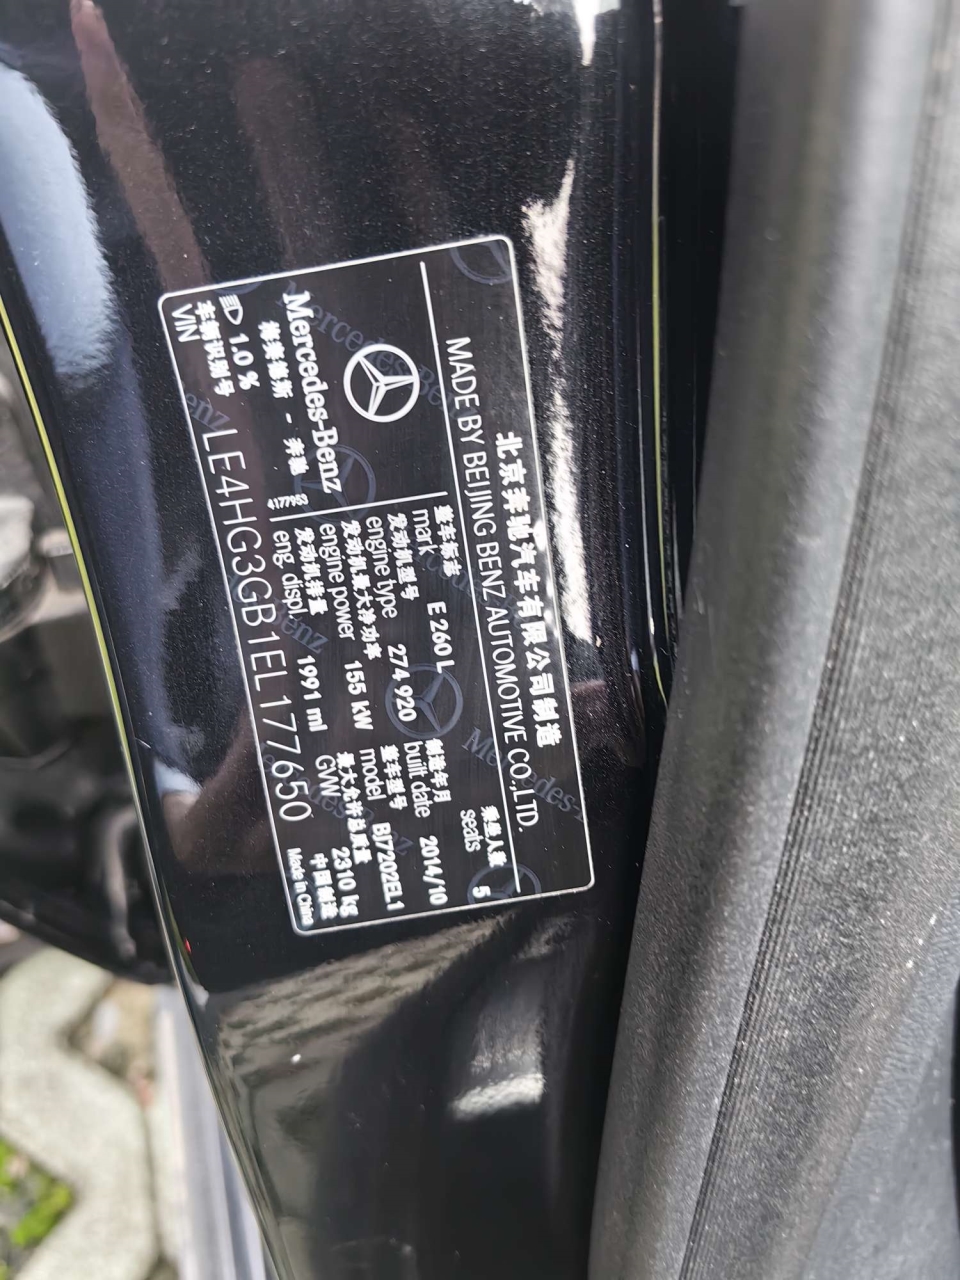 北京奔驰汽车有限公司制造
MADE BY BEIJING BENZ AUTOMOTIVE CO.,LTD.
乘坐人数
seats 5
整车标志
mark E 260 L
制造年月
built date 2014/10
发动机型号
engine type 274 920
整车型号
model BJ7202EL1
发动机最大净功率
engine power 155 kW
最大允许总质量
GVW 2310 kg
发动机排量
eng. displ. 1991 ml
中国制造
Made in China
Mercedes-Benz
梅赛德斯 - 奔驰
4177953
1.0 %
车辆识别号
VIN LE4HG3GB1EL177650